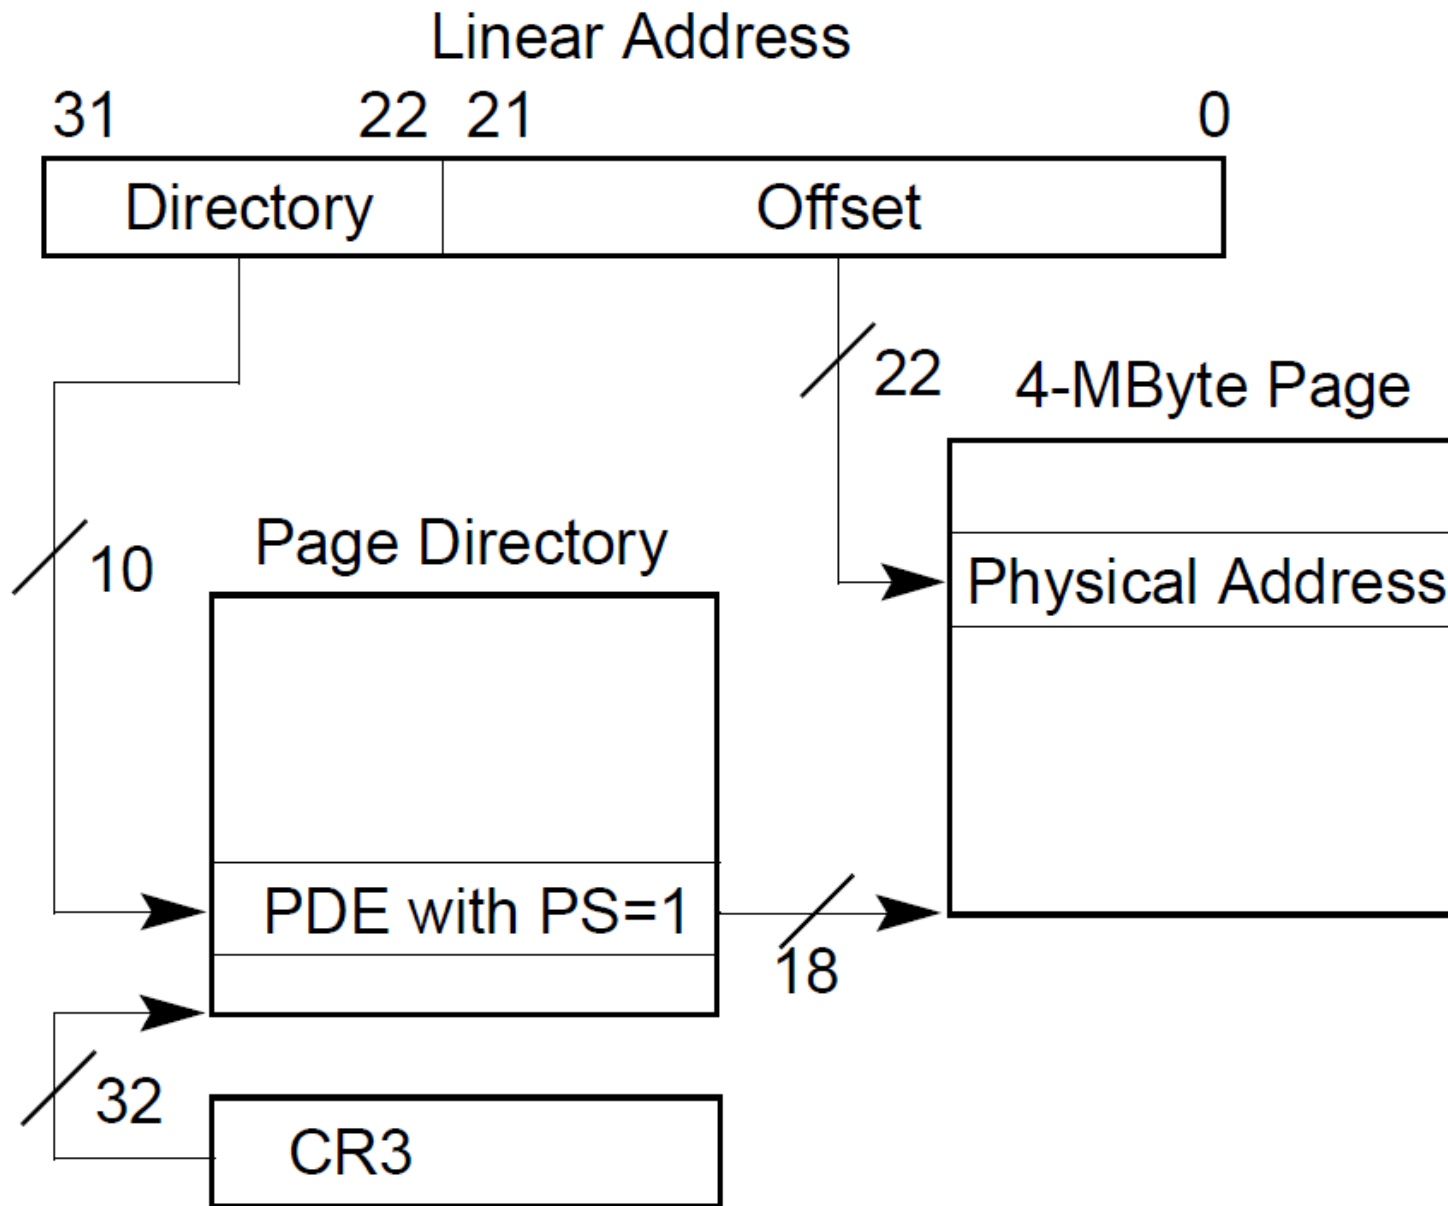 Linear Address
31 22 21 0
Directory Offset
22
4-MByte Page
10
Page Directory
Physical Address
PDE with PS=1
18
32
CR3